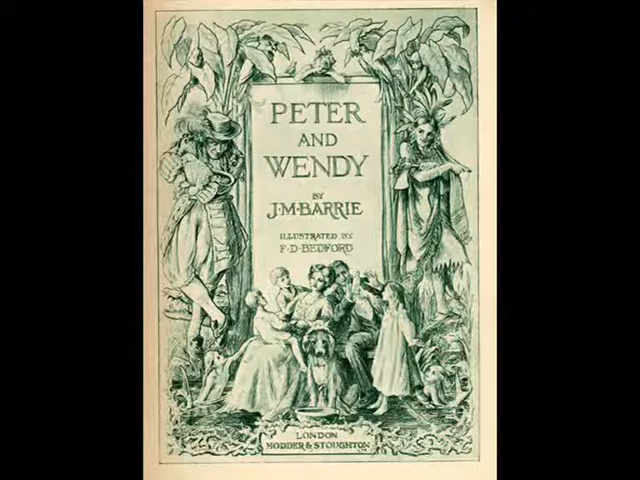 PETER
AND
WENDY
BY
J·M·BARRIE
ILLUSTRATED BY
F·D·BEDFORD
LONDON
HODDER & STOUGHTON